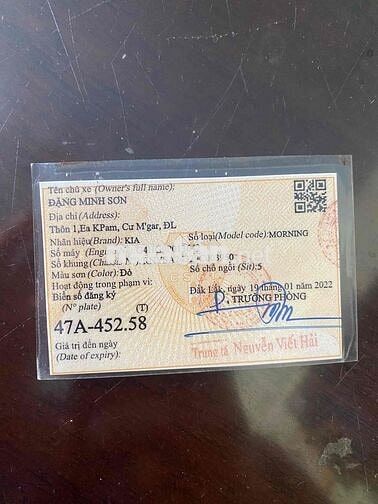 Tên chủ xe (Owner's full name):
ĐẶNG MINH SƠN
Địa chỉ (Address):
Thôn 1, Ea KPam, Cư M'gar, ĐL
Nhãn hiệu (Brand): KIA
Số loại (Model code): MORNING
Số máy
Số khung
Màu sơn (Color): Đỏ
Số chỗ ngồi (Sit): 5
Hoạt động trong phạm vi:
Biển số đăng ký
(N° plate)
(T)
47A-452.58
Giá trị đến ngày
(Date of expiry):
Đắk Lắk, ngày 19 tháng 01 năm 2022
P. TRƯỞNG PHÒNG
Trung tá Nguyễn Viết Hải